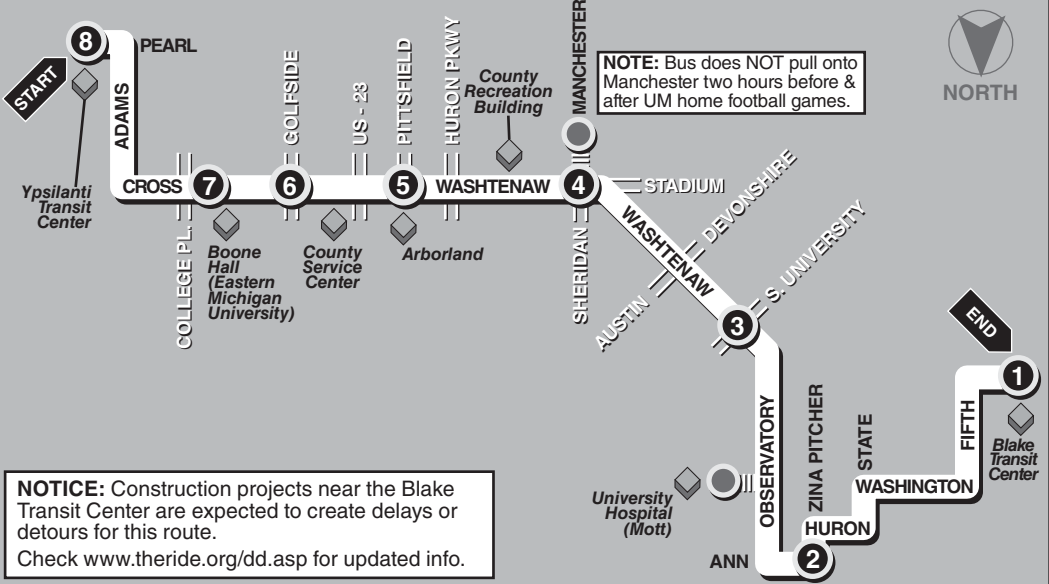 8
PEARL
START
ADAMS
Ypsilanti
Transit
Center
CROSS
7
COLLEGE PL.
Boone
Hall
(Eastern
Michigan
University)
GOLFSIDE
6
County
Service
Center
US - 23
PITTSFIELD
5
Arborland
HURON PKWY
WASHTENAW
County
Recreation
Building
MANCHESTER
4
SHERIDAN
STADIUM
NOTE: Bus does NOT pull onto
Manchester two hours before &
after UM home football games.
NORTH
WASHTENAW
DEVONSHIRE
AUSTIN
S. UNIVERSITY
3
OBSERVATORY
University
Hospital
(Mott)
ANN
2
ZINA PITCHER
HURON
STATE
WASHINGTON
FIFTH
END
1
Blake
Transit
Center
NOTICE: Construction projects near the Blake
Transit Center are expected to create delays or
detours for this route.
Check www.theride.org/dd.asp for updated info.